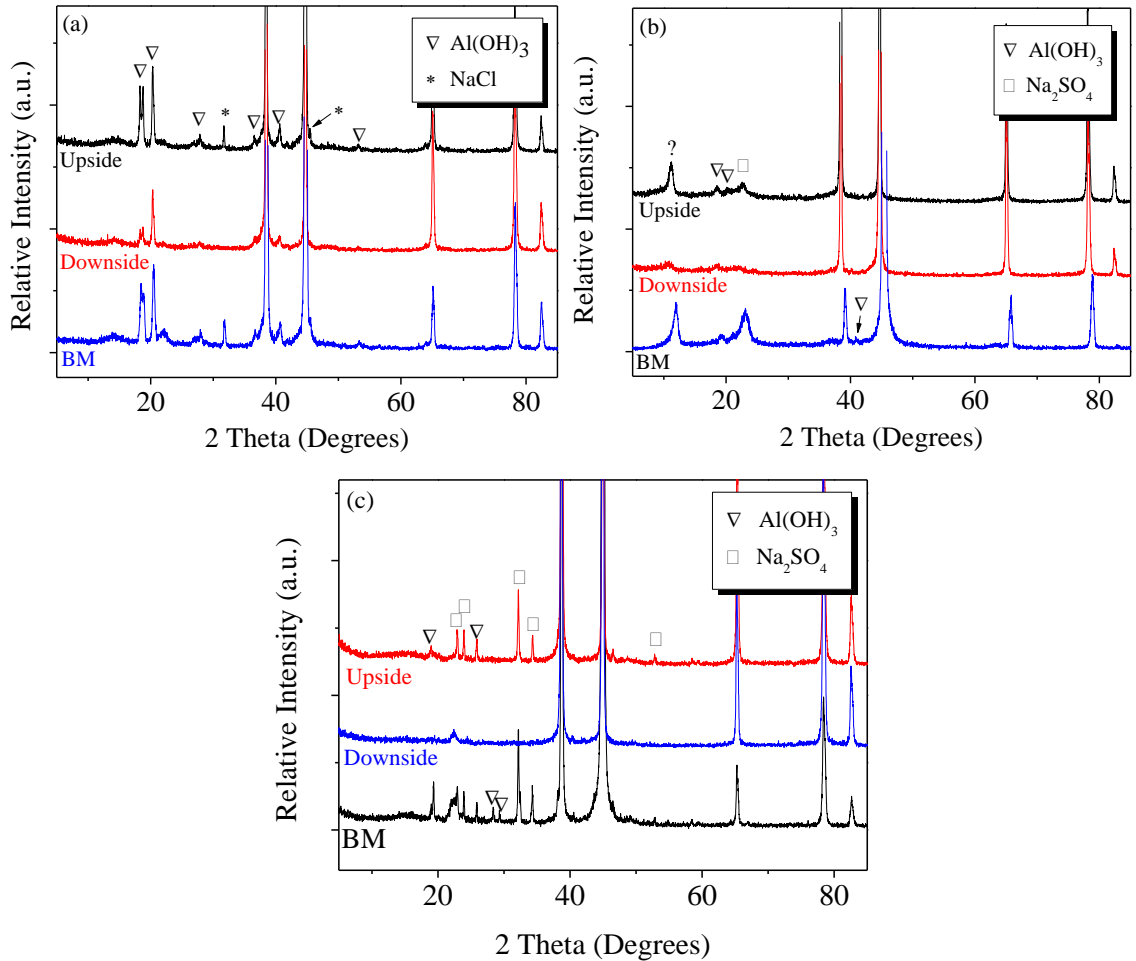 (a)
Al(OH)3
* NaCl
*
*
Upside
Downside
BM
Relative Intensity (a.u.)
20 40 60 80
2 Theta (Degrees)
(b)
Al(OH)3
Na2SO4
?
Upside
Downside
BM
Relative Intensity (a.u.)
20 40 60 80
2 Theta (Degrees)
(c)
Al(OH)3
Na2SO4
Upside
Downside
BM
Relative Intensity (a.u.)
20 40 60 80
2 Theta (Degrees)